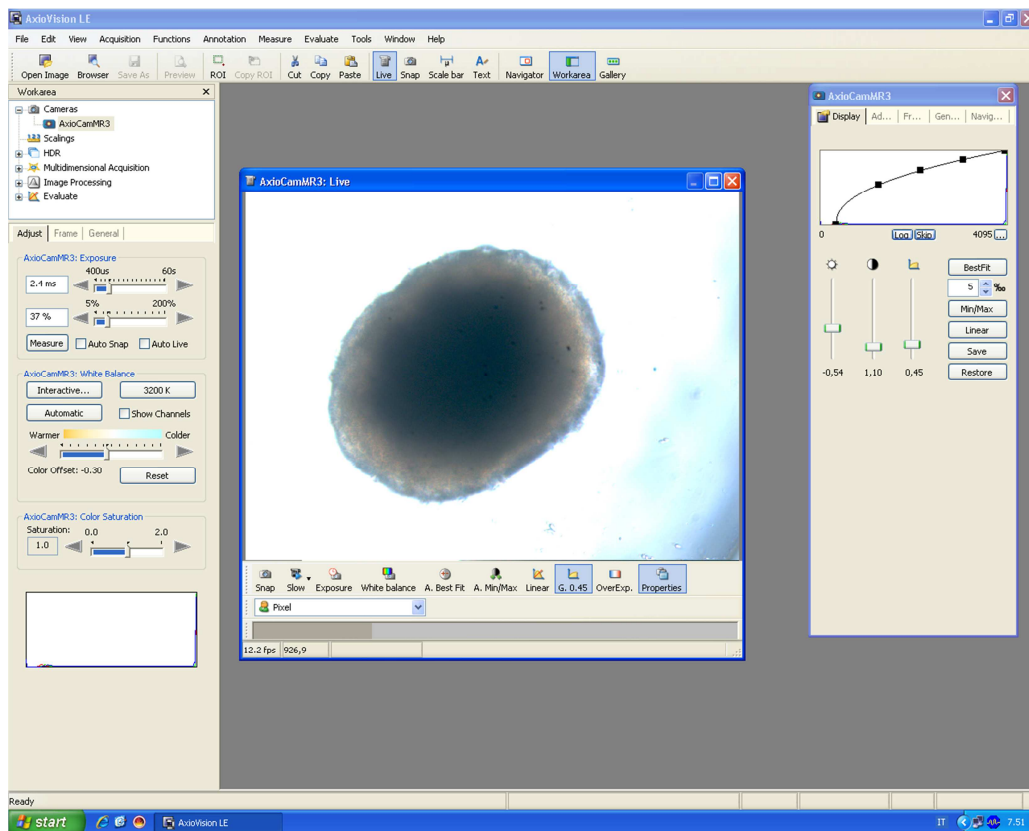 AxioVision LE
File Edit View Acquisition Functions Annotation Measure Evaluate Tools Window Help
Open Image Browser Save As Preview ROI Copy ROI Cut Copy Paste Live Snap Scale bar Text Navigator Workarea Gallery
Workarea
Cameras
AxioCamMR3
Scalings
HDR
Multidimensional Acquisition
Image Processing
Evaluate
Adjust Frame General
AxioCamMR3: Exposure
400us 60s
2.4 ms
5% 200%
37 %
Measure Auto Snap Auto Live
AxioCamMR3: White Balance
Interactive... 3200 K
Automatic Show Channels
Warmer Colder
Color Offset: -0.30 Reset
AxioCamMR3: Color Saturation
Saturation: 0.0 2.0
1.0
AxioCamMR3: Live
Snap Slow Exposure White balance A. Best Fit A. Min/Max Linear G. 0.45 OverExp. Properties
Pixel
12.2 fps 926,9
AxioCamMR3
Display Ad... Fr... Gen... Navig...
0 Log Skip 4095 ...
BestFit
5 ‰
Min/Max
Linear
Save
-0,54 1,10 0,45 Restore
Ready
start AxioVision LE IT 7.51